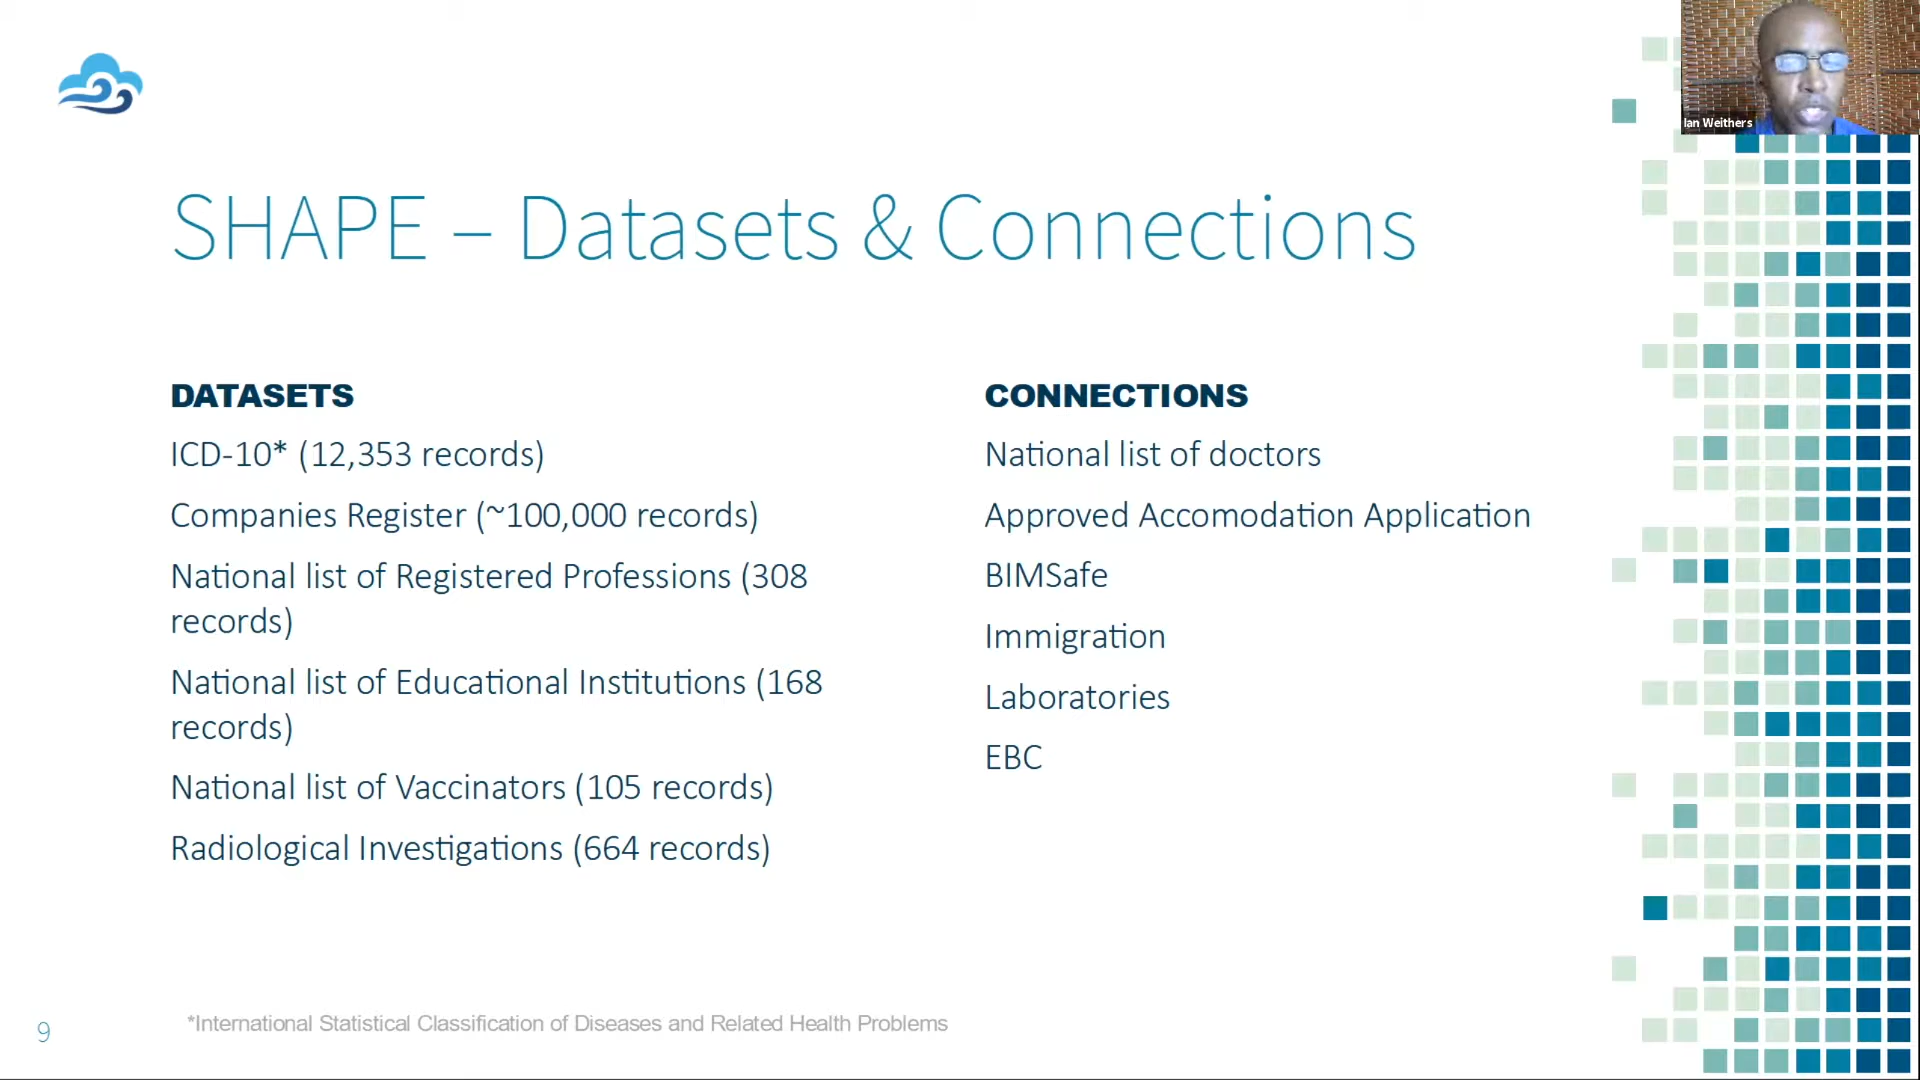 Ian Weithers
SHAPE – Datasets & Connections
DATASETS
ICD-10* (12,353 records)
Companies Register (~100,000 records)
National list of Registered Professions (308
records)
National list of Educational Institutions (168
records)
National list of Vaccinators (105 records)
Radiological Investigations (664 records)
CONNECTIONS
National list of doctors
Approved Accomodation Application
BIMSafe
Immigration
Laboratories
EBC
*International Statistical Classification of Diseases and Related Health Problems
9